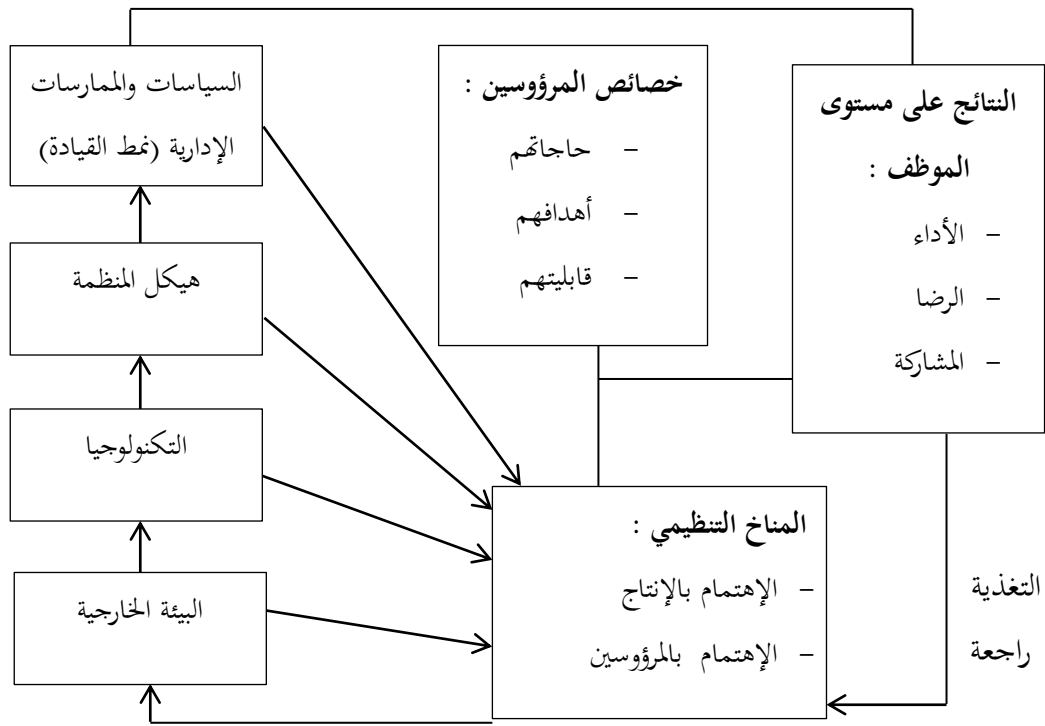 النتائج على مستوى
الموظف :
– الأداء
– الرضا
– المشاركة
خصائص المرؤوسين :
– حاجاتهم
– أهدافهم
– قابليتهم
السياسات والممارسات
الإدارية (نمط القيادة)
هيكل المنظمة
التكنولوجيا
البيئة الخارجية
المناخ التنظيمي :
– الإهتمام بالإنتاج
– الإهتمام بالمرؤوسين
التغذية
راجعة